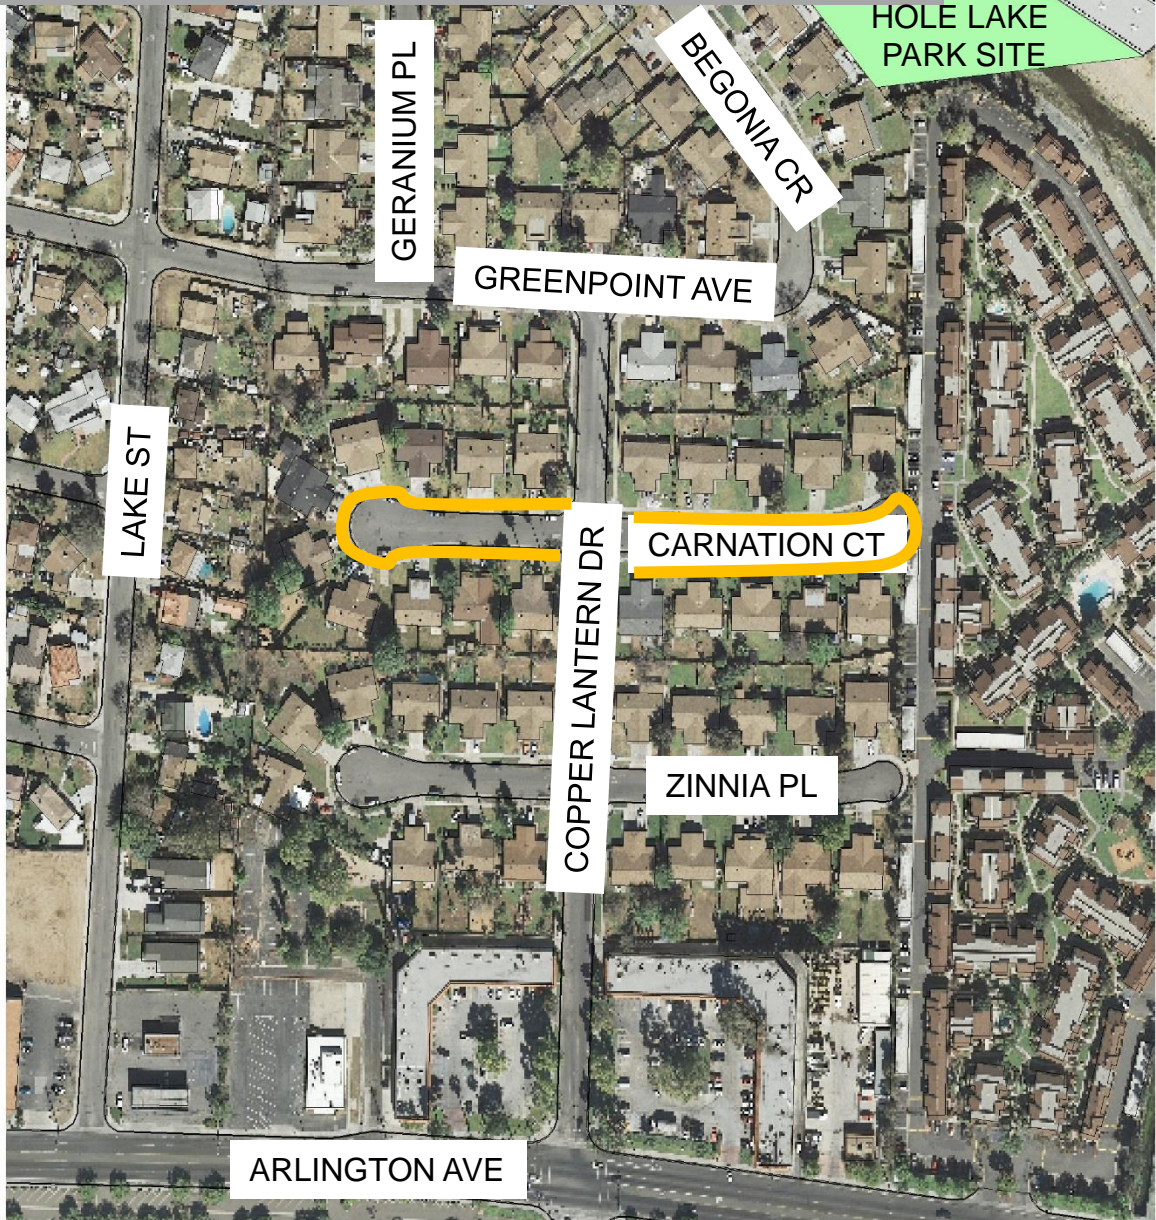 HOLE LAKE
PARK SITE
BEGONIA CR
GERANIUM PL
GREENPOINT AVE
LAKE ST
CARNATION CT
COPPER LANTERN DR
ZINNIA PL
ARLINGTON AVE